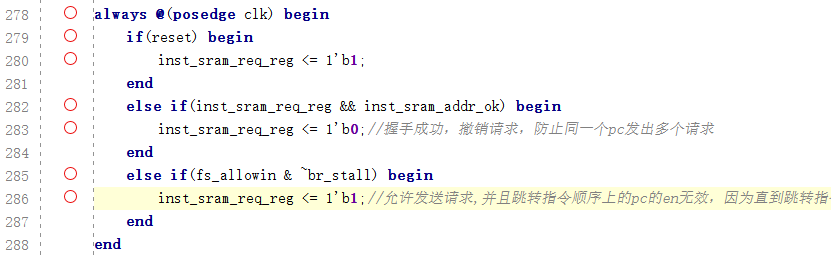 278 always @(posedge clk) begin
279 if(reset) begin
280 inst_sram_req_reg <= 1'b1;
281 end
282 else if(inst_sram_req_reg && inst_sram_addr_ok) begin
283 inst_sram_req_reg <= 1'b0;//握手成功，撤销请求，防止同一个pc发出多个请求
284 end
285 else if(fs_allowin & ~br_stall) begin
286 inst_sram_req_reg <= 1'b1;//允许发送请求,并且跳转指令顺序上的pc的en无效，因为直到跳转指
287 end
288 end